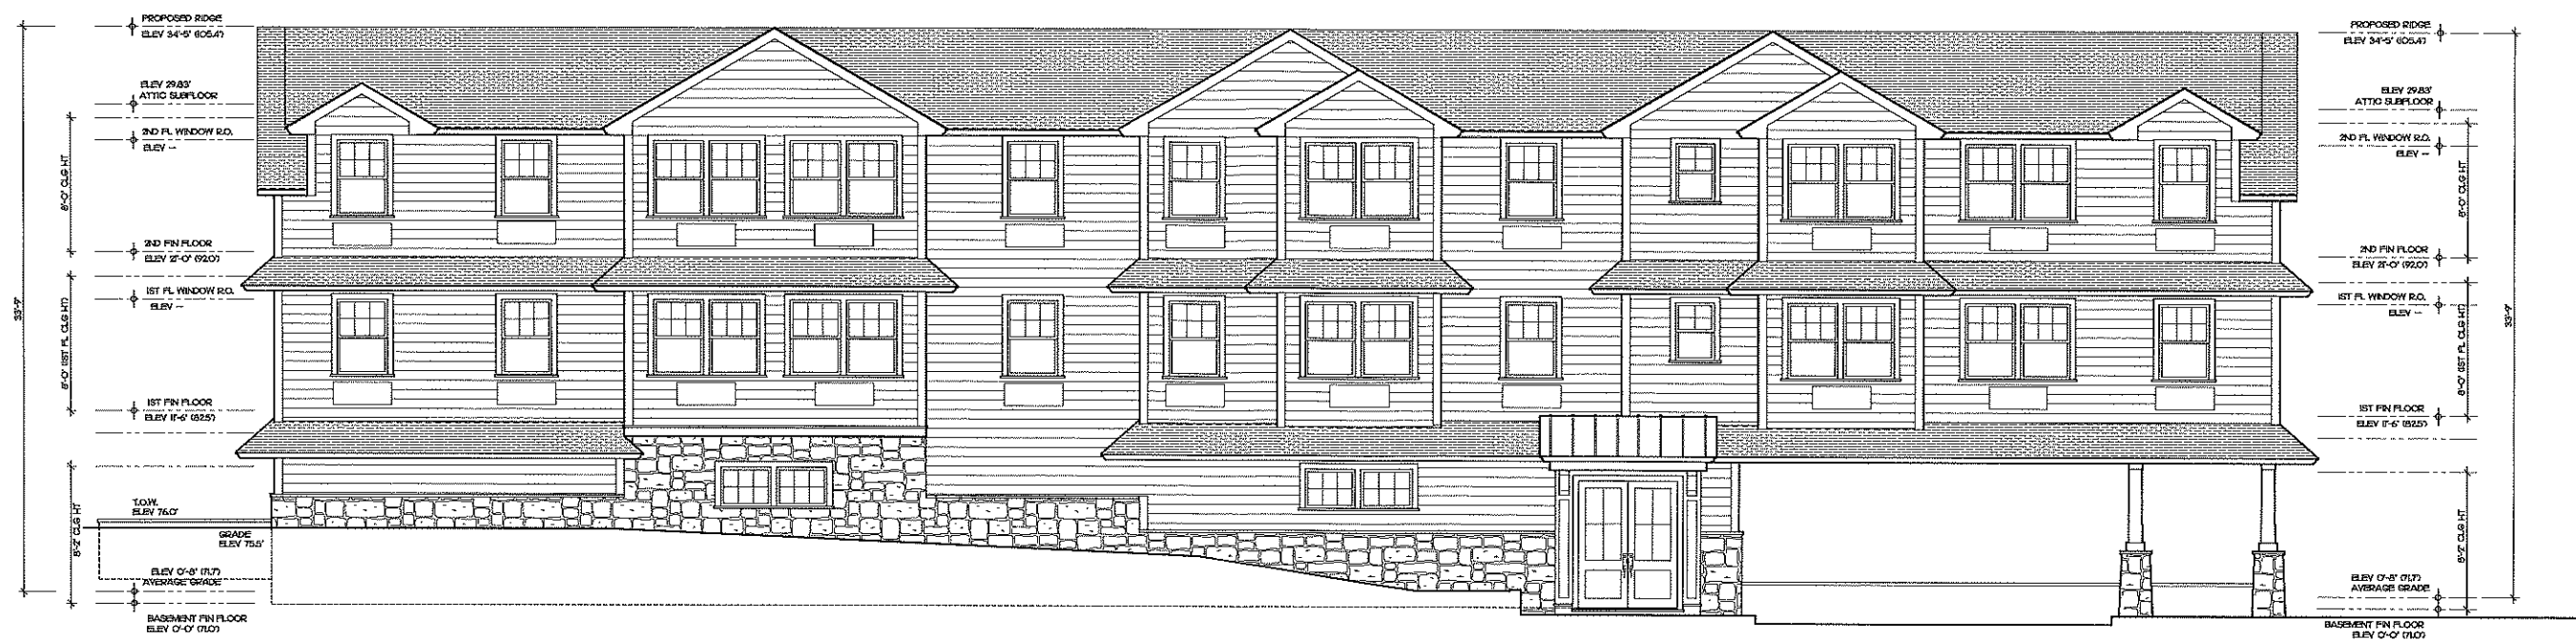 PROPOSED RIDGE
ELEV 34'-5" (105.4')
ELEV 29.83'
ATTIC SUBFLOOR
2ND FL WINDOW R.O.
ELEV --
8'-0" CLG HT
2ND FIN FLOOR
ELEV 21'-0" (92.0')
1ST FL WINDOW R.O.
ELEV --
33'-9"
8'-0" (1ST FL CLG HT)
1ST FIN FLOOR
ELEV 11'-6" (82.5')
T.O.W.
ELEV 76.0'
8'-2" CLG HT
GRADE
ELEV 75.5'
ELEV 0'-8" (71.7')
AVERAGE GRADE
BASEMENT FIN FLOOR
ELEV 0'-0" (71.0')
PROPOSED RIDGE
ELEV 34'-5" (105.4')
ELEV 29.83'
ATTIC SUBFLOOR
2ND FL WINDOW R.O.
ELEV --
8'-0" CLG HT
2ND FIN FLOOR
ELEV 21'-0" (92.0')
1ST FL WINDOW R.O.
ELEV --
33'-9"
8'-0" (1ST FL CLG HT)
1ST FIN FLOOR
ELEV 11'-6" (82.5')
8'-2" CLG HT
ELEV 0'-8" (71.7')
AVERAGE GRADE
BASEMENT FIN FLOOR
ELEV 0'-0" (71.0')